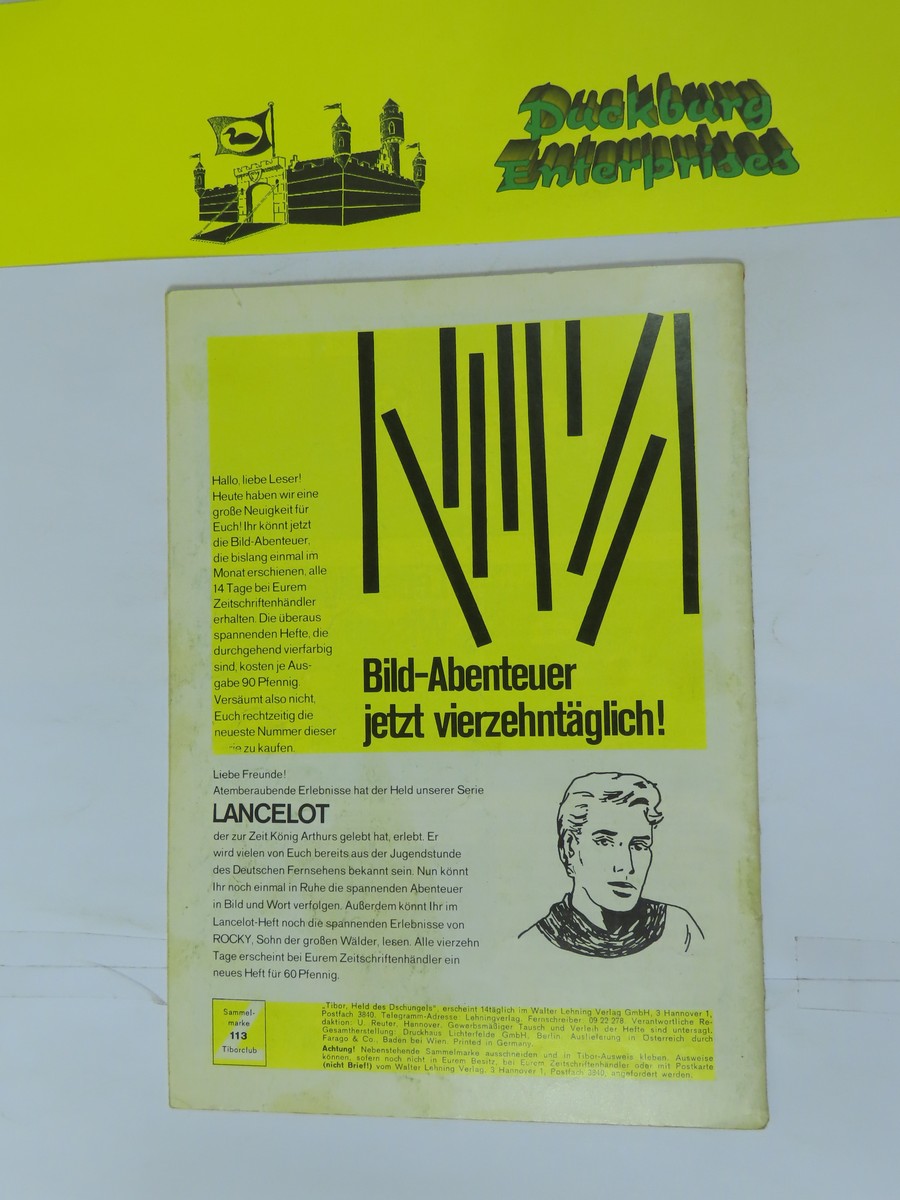 Duckburg
Enterprises
Hallo, liebe Leser!
Heute haben wir eine
große Neuigkeit für
Euch! Ihr könnt jetzt
die Bild-Abenteuer,
die bislang einmal im
Monat erschienen, alle
14 Tage bei Eurem
Zeitschriftenhändler
erhalten. Die überaus
spannenden Hefte, die
durchgehend vierfarbig
sind, kosten je Aus-
gabe 90 Pfennig.
Versäumt also nicht,
Euch rechtzeitig die
neueste Nummer dieser
zu kaufen.
Bild-Abenteuer
jetzt vierzehntäglich!
Liebe Freunde!
Atemberaubende Erlebnisse hat der Held unserer Serie
LANCELOT
der zur Zeit König Arthurs gelebt hat, erlebt. Er
wird vielen von Euch bereits aus der Jugendstunde
des Deutschen Fernsehens bekannt sein. Nun könnt
Ihr noch einmal in Ruhe die spannenden Abenteuer
in Bild und Wort verfolgen. Außerdem könnt Ihr im
Lancelot-Heft noch die spannenden Erlebnisse von
ROCKY, Sohn der großen Wälder, lesen. Alle vierzehn
Tage erscheint bei Eurem Zeitschriftenhändler ein
neues Heft für 60 Pfennig.
Sammel-
marke
113
Tiborclub
„Tibor, Held des Dschungels", erscheint 14täglich im Walter Lehning Verlag GmbH, 3 Hannover 1,
Postfach 3840, Telegramm-Adresse: Lehningverlag, Fernschreiber: 09 22 279. Verantwortliche Re-
daktion: U. Reuter, Hannover. Gewerbsmäßiger Tausch und Verleih der Hefte sind untersagt.
Gesamtherstellung: Druckhaus Lichterfelde GmbH, Berlin. Auslieferung in Österreich durch
Farago & Co., Baden bei Wien. Printed in Germany.
Achtung! Nebenstehende Sammelmarke ausschneiden und in Tibor-Ausweis kleben. Ausweise
können, sofern noch nicht in Eurem Besitz, bei Eurem Zeitschriftenhändler oder mit Postkarte
(nicht Brief!) vom Walter Lehning Verlag, 3 Hannover 1, Postfach 3840, angefordert werden.